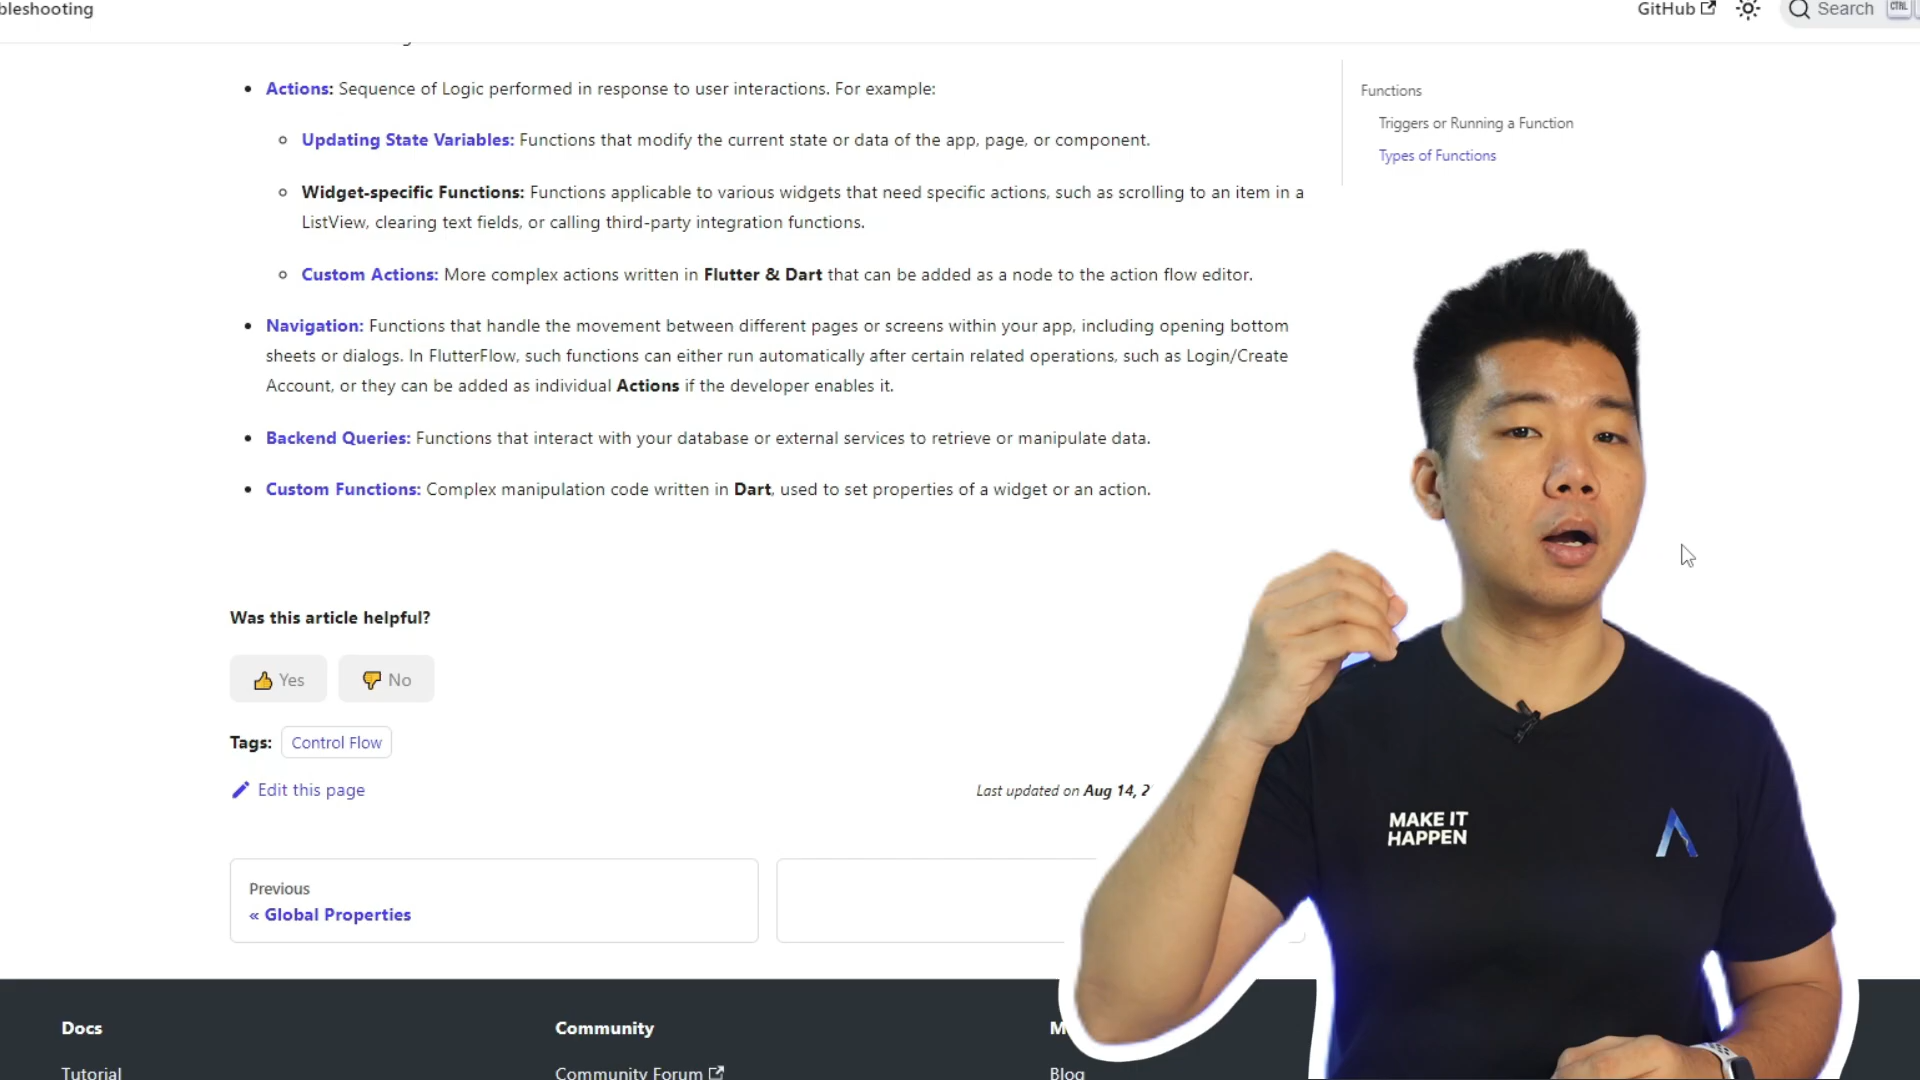 bleshooting
GitHub
Search
CTRL
Actions: Sequence of Logic performed in response to user interactions. For example:
Updating State Variables: Functions that modify the current state or data of the app, page, or component.
Widget-specific Functions: Functions applicable to various widgets that need specific actions, such as scrolling to an item in a
ListView, clearing text fields, or calling third-party integration functions.
Custom Actions: More complex actions written in Flutter & Dart that can be added as a node to the action flow editor.
Navigation: Functions that handle the movement between different pages or screens within your app, including opening bottom
sheets or dialogs. In FlutterFlow, such functions can either run automatically after certain related operations, such as Login/Create
Account, or they can be added as individual Actions if the developer enables it.
Backend Queries: Functions that interact with your database or external services to retrieve or manipulate data.
Custom Functions: Complex manipulation code written in Dart, used to set properties of a widget or an action.
Functions
Triggers or Running a Function
Types of Functions
Was this article helpful?
👍 Yes
👎 No
Tags: Control Flow
Edit this page
Last updated on Aug 14, 2
Previous
« Global Properties
MAKE IT
HAPPEN
Docs
Community
M
Tutorial
Community Forum
Blog